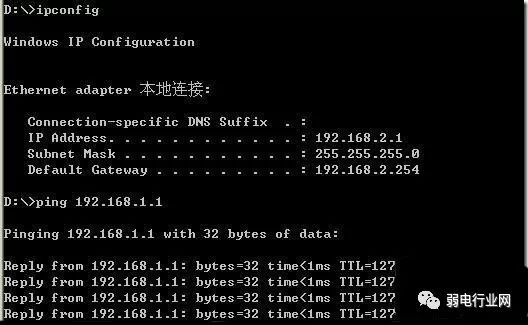 D:\>ipconfig
Windows IP Configuration
Ethernet adapter 本地连接:
Connection-specific DNS Suffix  . :
IP Address. . . . . . . . . . . . : 192.168.2.1
Subnet Mask . . . . . . . . . . . : 255.255.255.0
Default Gateway . . . . . . . . . : 192.168.2.254
D:\>ping 192.168.1.1
Pinging 192.168.1.1 with 32 bytes of data:
Reply from 192.168.1.1: bytes=32 time<1ms TTL=127
Reply from 192.168.1.1: bytes=32 time<1ms TTL=127
Reply from 192.168.1.1: bytes=32 time<1ms TTL=127
Reply from 192.168.1.1: bytes=32 time<1ms TTL=127
弱电行业网